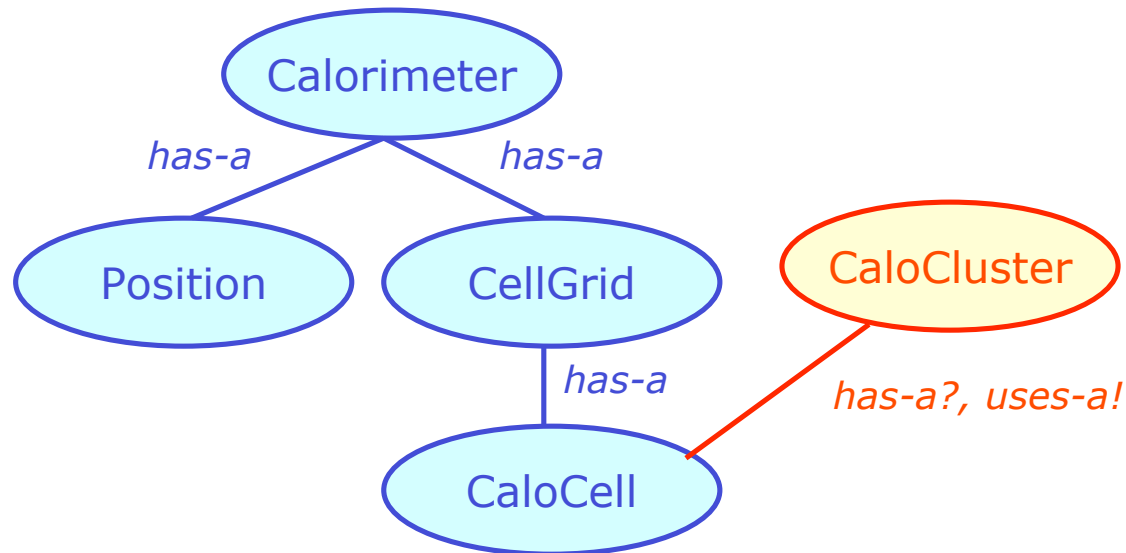 Calorimeter
has-a
has-a
Position
CellGrid
CaloCluster
has-a
has-a?, uses-a!
CaloCell